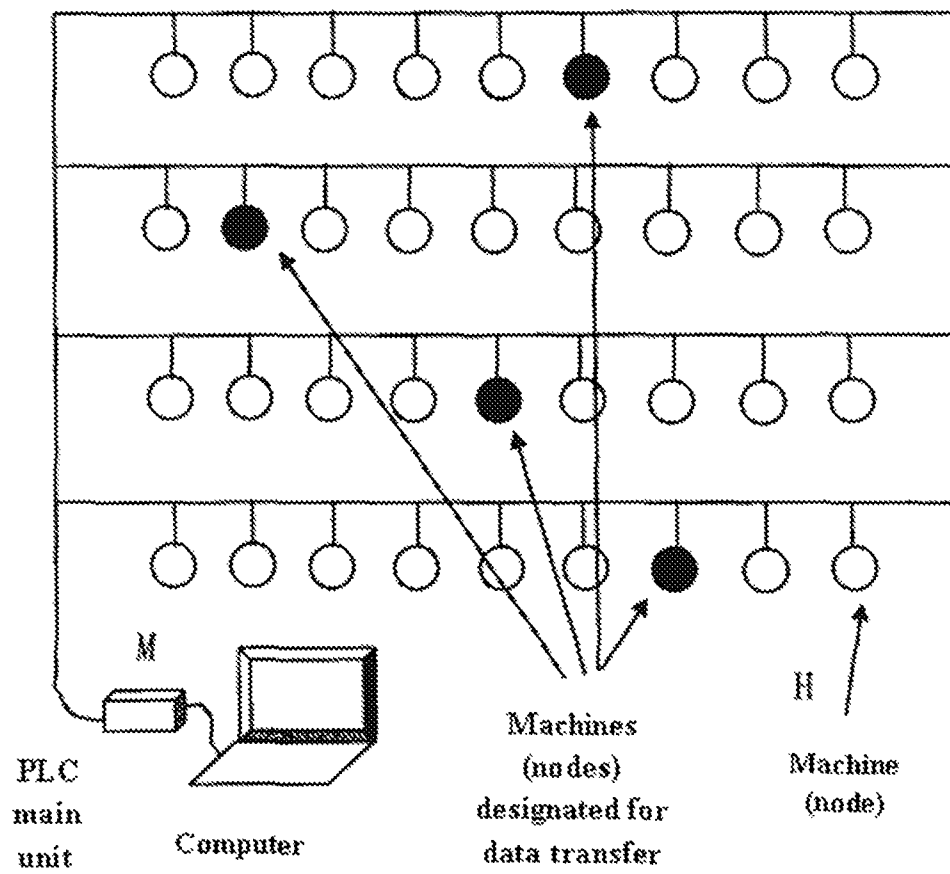 M
PLC
main
unit
Computer
Machines
(nodes)
designated for
data transfer
H
Machine
(node)